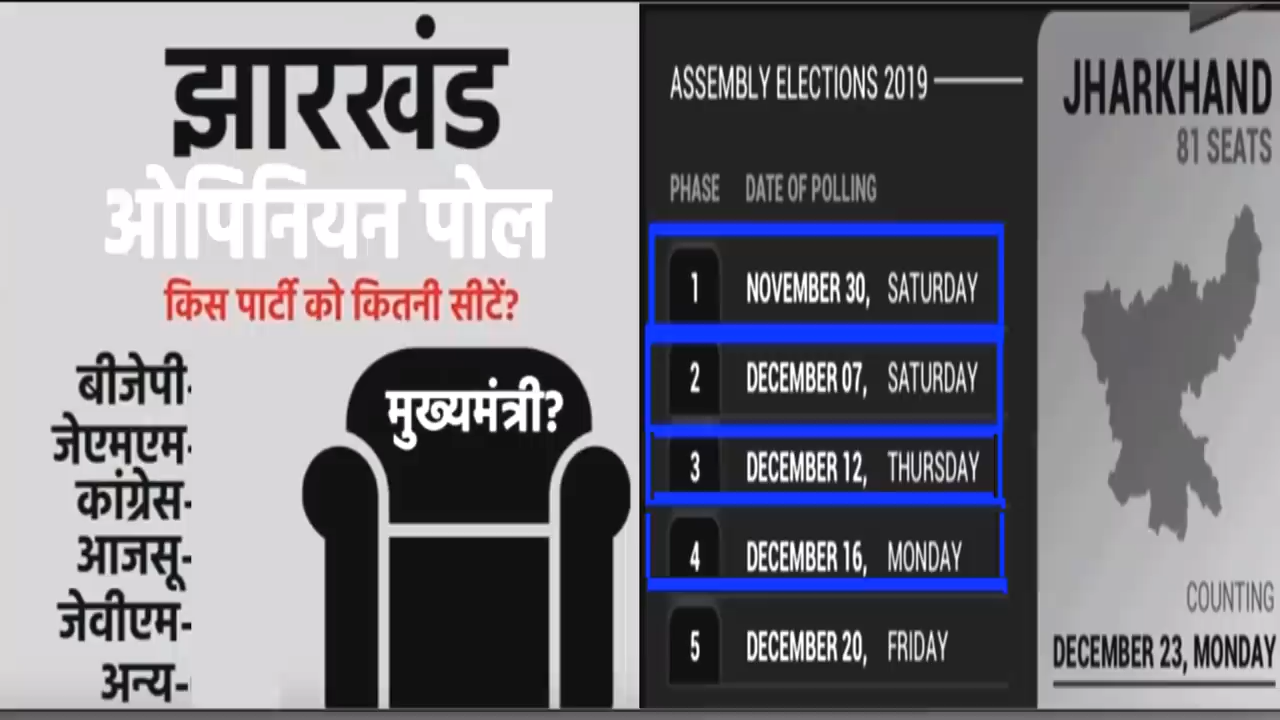 झारखंड
ओपिनियन पोल
किस पार्टी को कितनी सीटें?
बीजेपी-
जेएमएम-
कांग्रेस-
आजसू-
जेवीएम-
अन्य-
मुख्यमंत्री?
ASSEMBLY ELECTIONS 2019
PHASE DATE OF POLLING
1 NOVEMBER 30, SATURDAY
2 DECEMBER 07, SATURDAY
3 DECEMBER 12, THURSDAY
4 DECEMBER 16, MONDAY
5 DECEMBER 20, FRIDAY
JHARKHAND
81 SEATS
COUNTING
DECEMBER 23, MONDAY